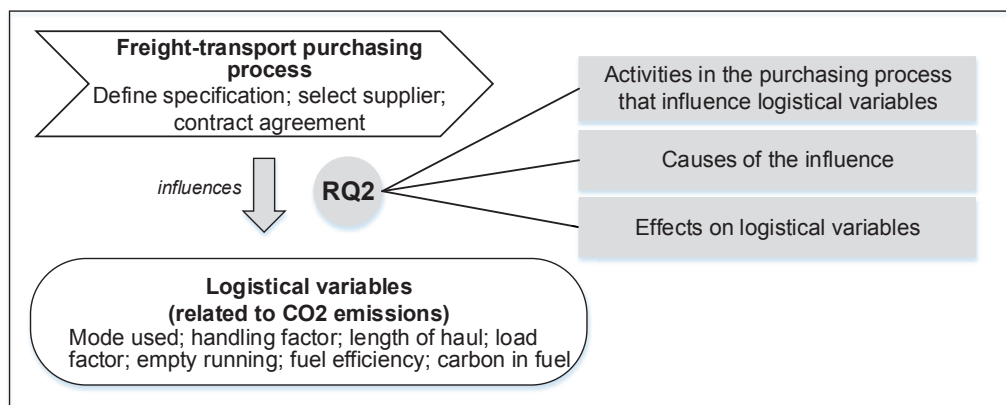 Freight-transport purchasing
process
Define specification; select supplier;
contract agreement
influences
RQ2
Activities in the purchasing process
that influence logistical variables
Causes of the influence
Effects on logistical variables
Logistical variables
(related to CO2 emissions)
Mode used; handling factor; length of haul; load
factor; empty running; fuel efficiency; carbon in fuel